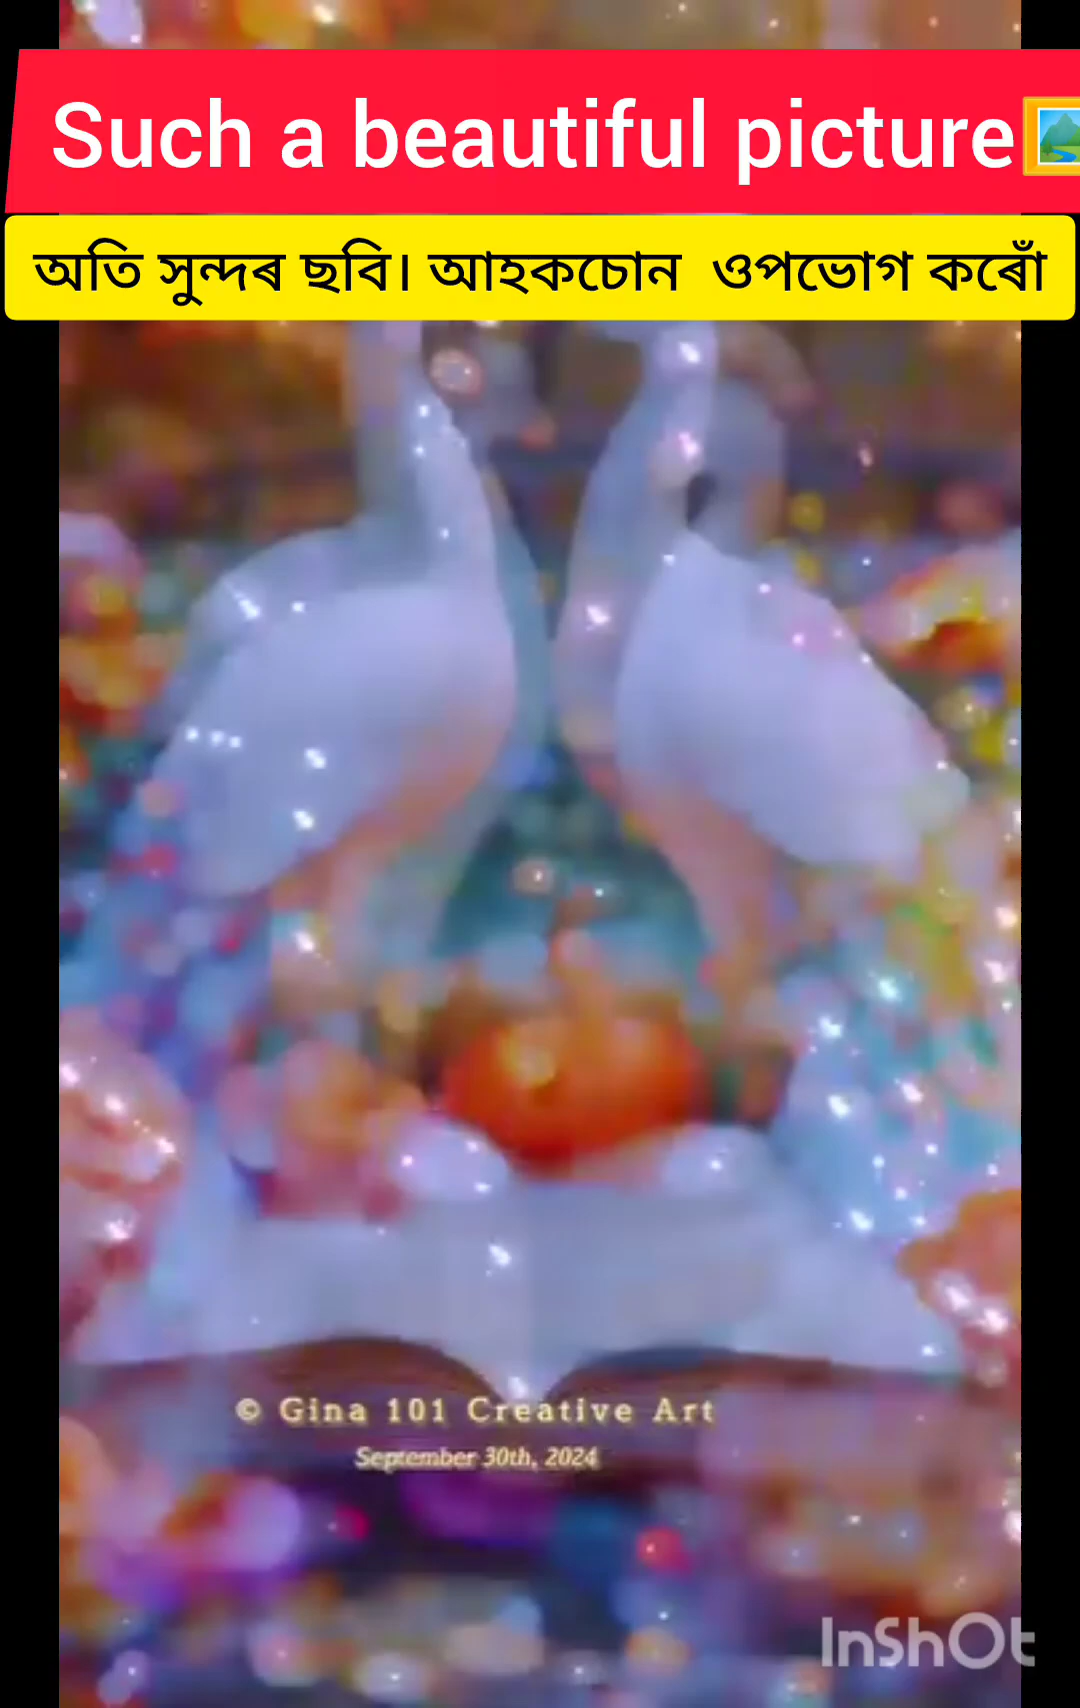 Such a beautiful picture🖼️
অতি সুন্দৰ ছবি। আহকচোন ওপভোগ কৰোঁ
© Gina 101 Creative Art
September 30th, 2024
InShOt